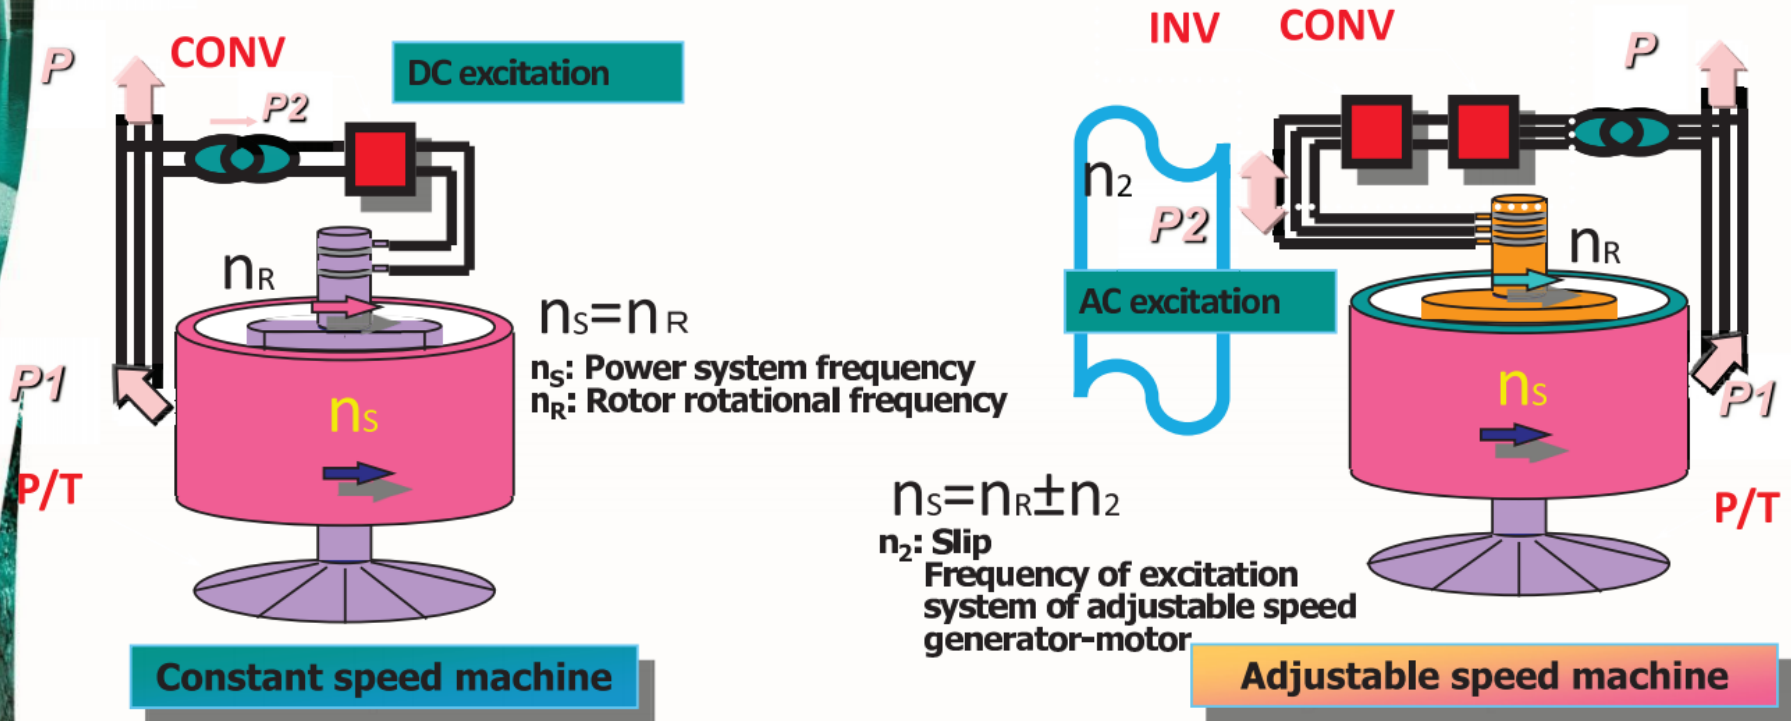 P
CONV
DC excitation
P2
nR
nS=nR
nS: Power system frequency
nR: Rotor rotational frequency
P1
nS
P/T
Constant speed machine
INV
CONV
P
n2
P2
nR
AC excitation
nS
P1
nS=nR±n2
n2: Slip
Frequency of excitation
system of adjustable speed
generator-motor
P/T
Adjustable speed machine